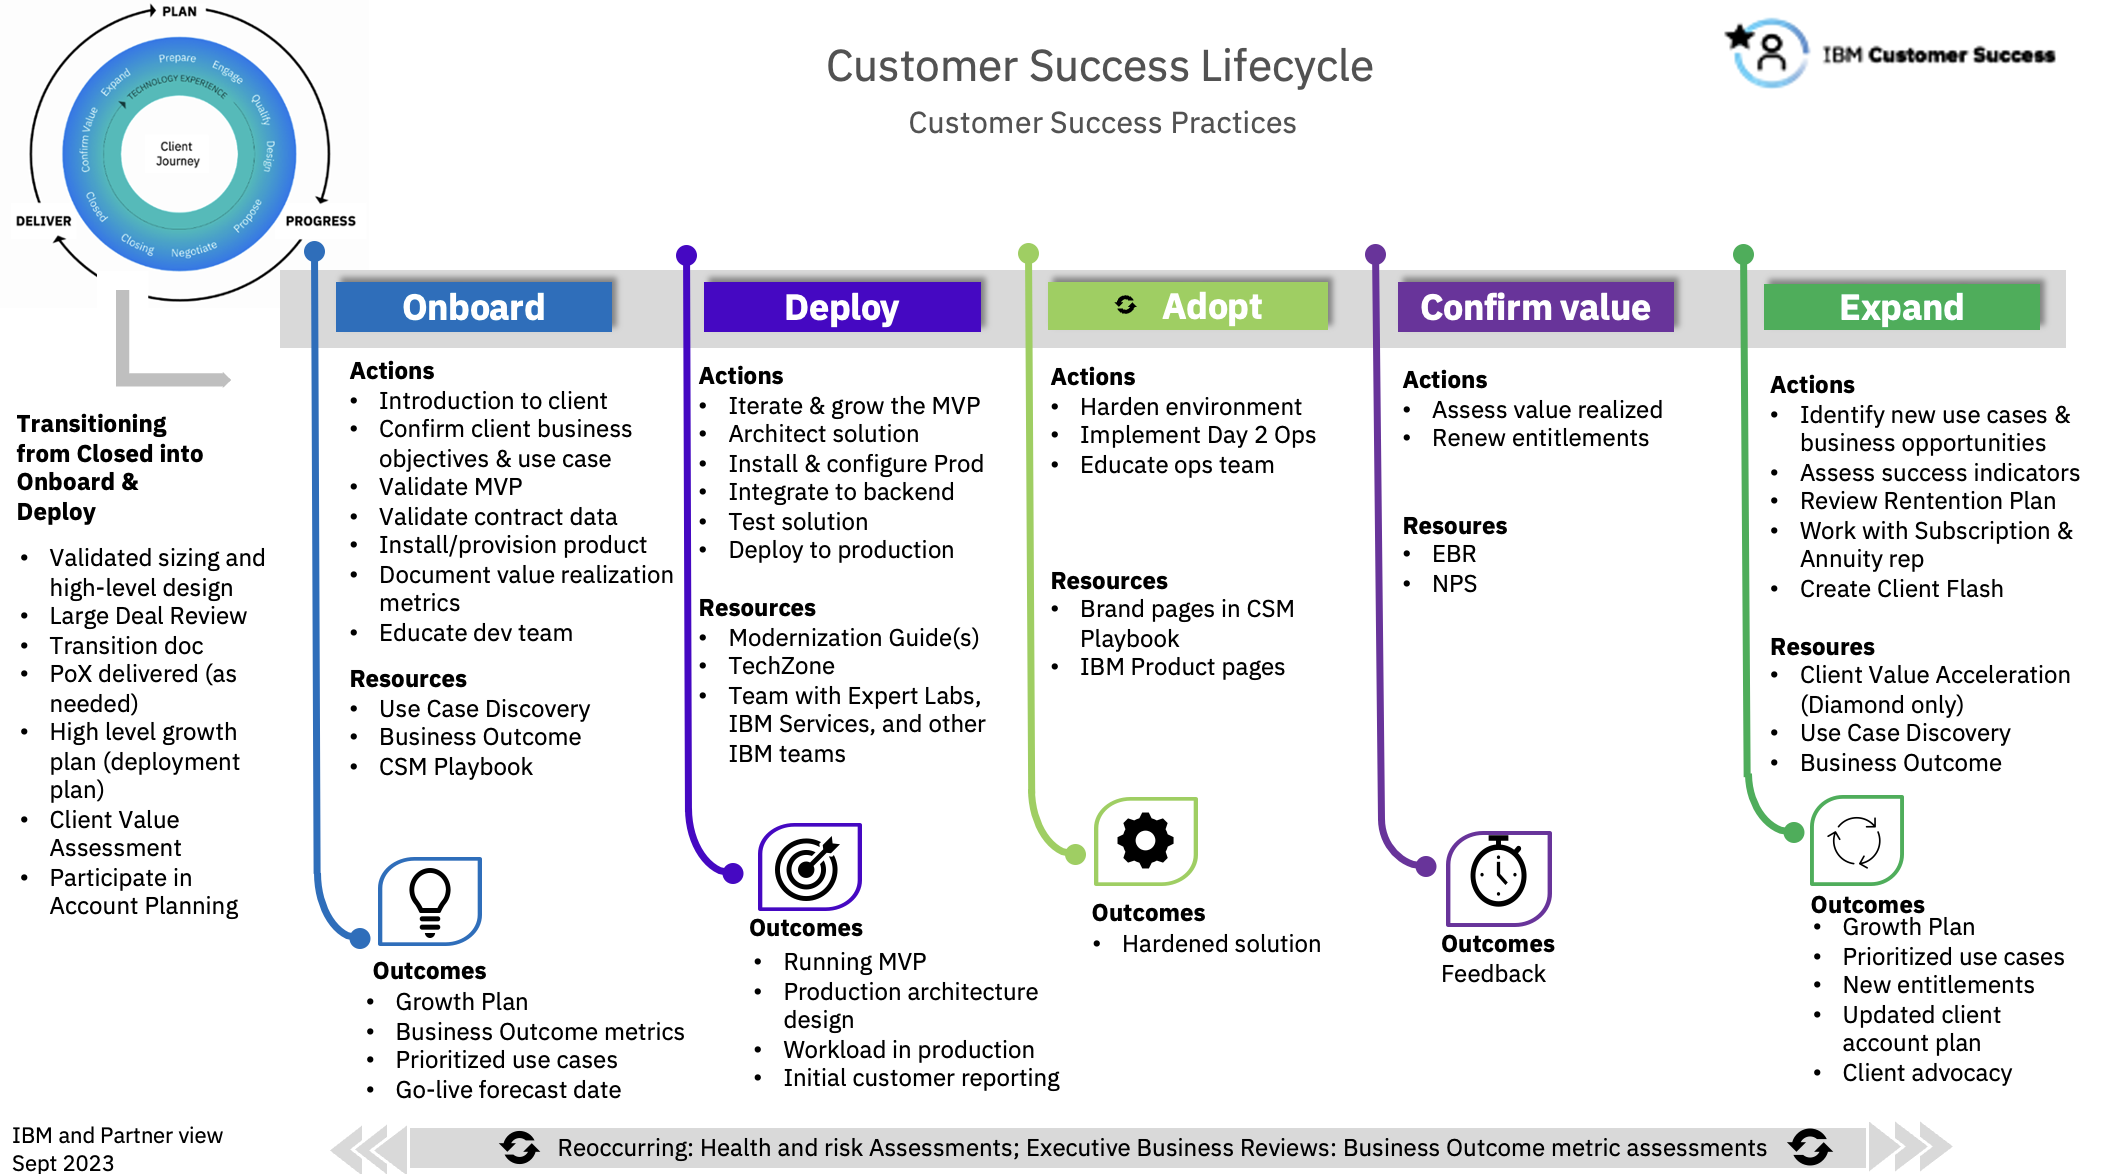 PLAN
Prepare
Engage
Qualify
Design
Propose
Negotiate
Closing
Closed
Confirm Value
Expand
TECHNOLOGY EXPERIENCE
Client
Journey
DELIVER
PROGRESS
Customer Success Lifecycle
Customer Success Practices
IBM Customer Success
Transitioning
from Closed into
Onboard &
Deploy
• Validated sizing and
high-level design
• Large Deal Review
• Transition doc
• PoX delivered (as
needed)
• High level growth
plan (deployment
plan)
• Client Value
Assessment
• Participate in
Account Planning
Onboard
Actions
• Introduction to client
• Confirm client business
objectives & use case
• Validate MVP
• Validate contract data
• Install/provision product
• Document value realization
metrics
• Educate dev team
Resources
• Use Case Discovery
• Business Outcome
• CSM Playbook
Outcomes
• Growth Plan
• Business Outcome metrics
• Prioritized use cases
• Go-live forecast date
Deploy
Actions
• Iterate & grow the MVP
• Architect solution
• Install & configure Prod
• Integrate to backend
• Test solution
• Deploy to production
Resources
• Modernization Guide(s)
• TechZone
• Team with Expert Labs,
IBM Services, and other
IBM teams
Outcomes
• Running MVP
• Production architecture
design
• Workload in production
• Initial customer reporting
Adopt
Actions
• Harden environment
• Implement Day 2 Ops
• Educate ops team
Resources
• Brand pages in CSM
Playbook
• IBM Product pages
Outcomes
• Hardened solution
Confirm value
Actions
• Assess value realized
• Renew entitlements
Resoures
• EBR
• NPS
Outcomes
Feedback
Expand
Actions
• Identify new use cases &
business opportunities
• Assess success indicators
• Review Rentention Plan
• Work with Subscription &
Annuity rep
• Create Client Flash
Resoures
• Client Value Acceleration
(Diamond only)
• Use Case Discovery
• Business Outcome
Outcomes
• Growth Plan
• Prioritized use cases
• New entitlements
• Updated client
account plan
• Client advocacy
IBM and Partner view
Sept 2023
Reoccurring: Health and risk Assessments; Executive Business Reviews: Business Outcome metric assessments